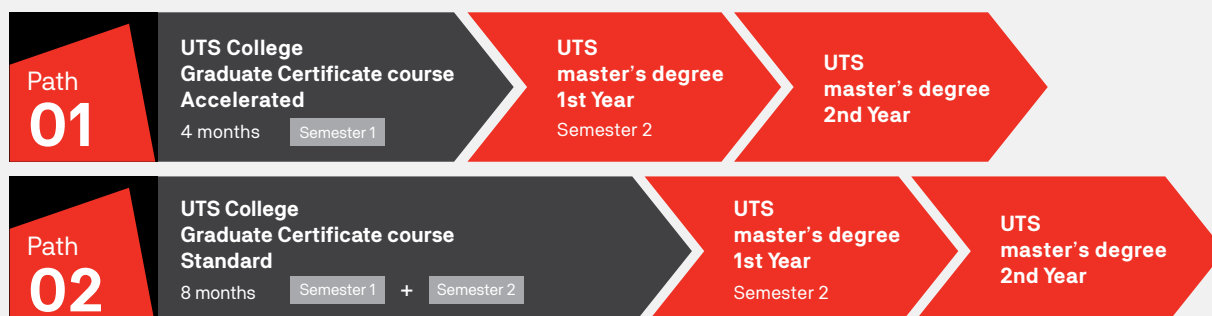 Path
01
UTS College
Graduate Certificate course
Accelerated
4 months
Semester 1
UTS
master's degree
1st Year
Semester 2
UTS
master's degree
2nd Year
Path
02
UTS College
Graduate Certificate course
Standard
8 months
Semester 1
+
Semester 2
UTS
master's degree
1st Year
Semester 2
UTS
master's degree
2nd Year